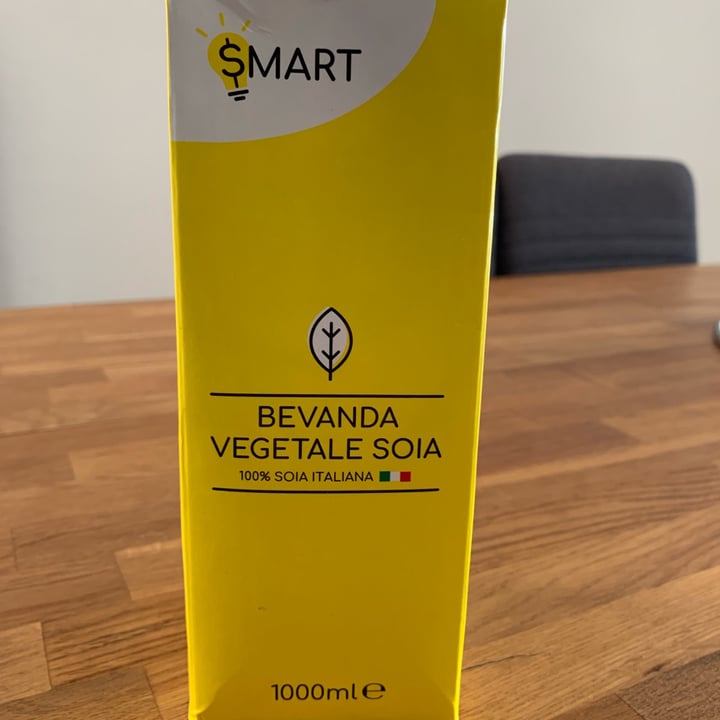 $MART
BEVANDA
VEGETALE SOIA
100% SOIA ITALIANA
1000ml ℮